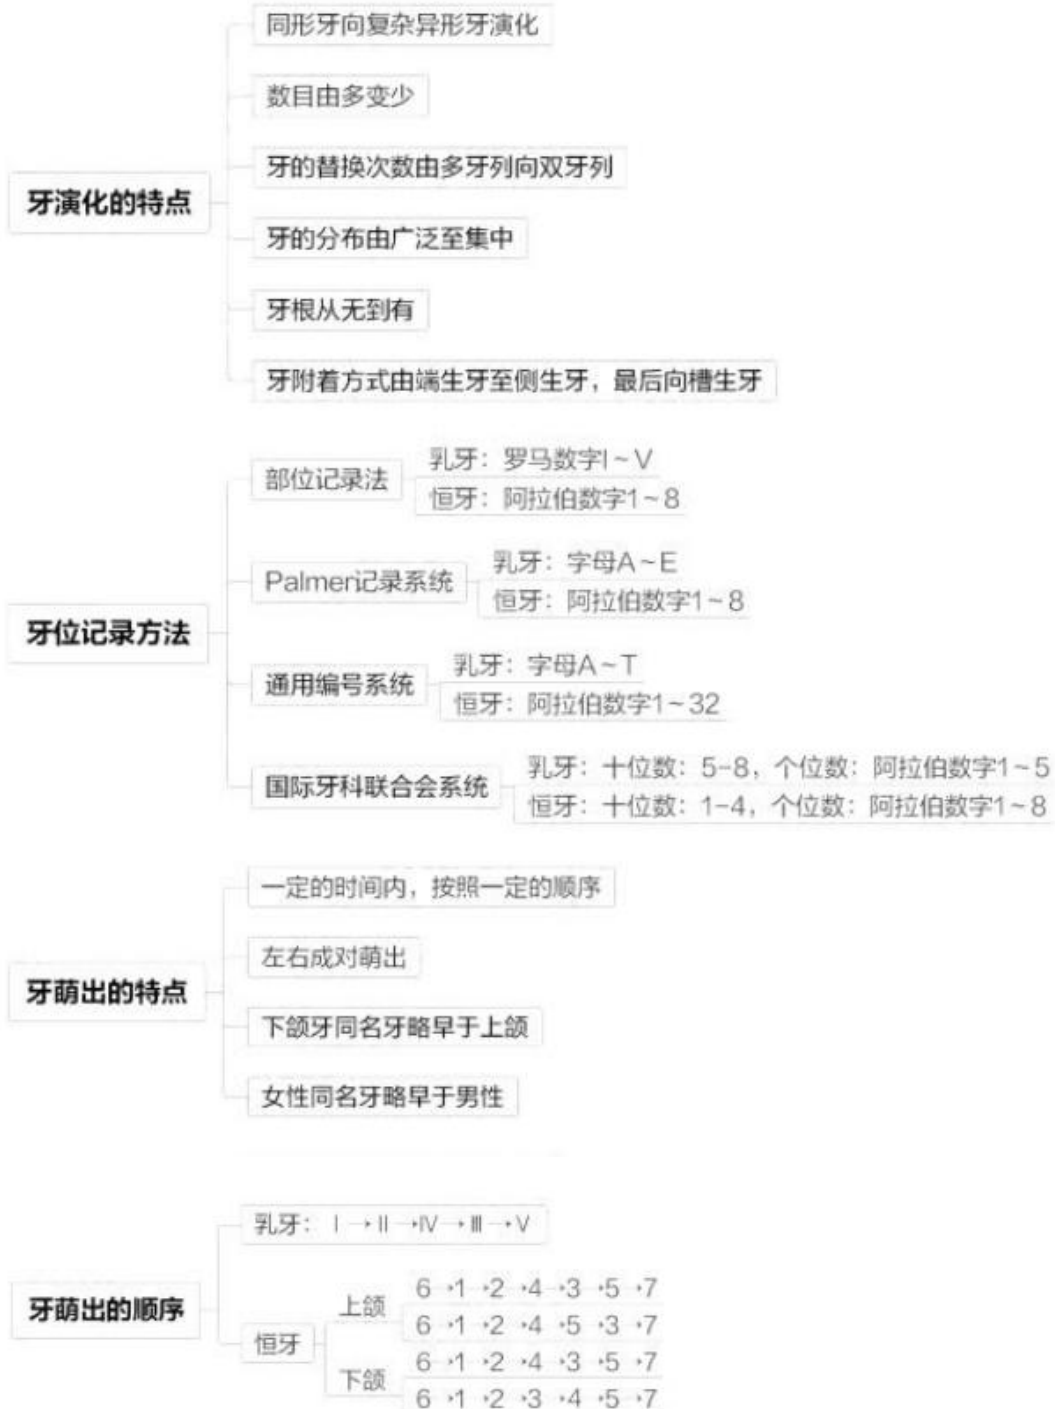 牙演化的特点
同形牙向复杂异形牙演化
数目由多变少
牙的替换次数由多牙列向双牙列
牙的分布由广泛至集中
牙根从无到有
牙附着方式由端生牙至侧生牙，最后向槽生牙
牙位记录方法
部位记录法
乳牙：罗马数字I~V
恒牙：阿拉伯数字1~8
Palmer记录系统
乳牙：字母A~E
恒牙：阿拉伯数字1~8
通用编号系统
乳牙：字母A~T
恒牙：阿拉伯数字1~32
国际牙科联合会系统
乳牙：十位数：5-8，个位数：阿拉伯数字1~5
恒牙：十位数：1-4，个位数：阿拉伯数字1~8
牙萌出的特点
一定的时间内，按照一定的顺序
左右成对萌出
下颌牙同名牙略早于上颌
女性同名牙略早于男性
牙萌出的顺序
乳牙：Ⅰ→Ⅱ→Ⅳ→Ⅲ→Ⅴ
恒牙
上颌
6→1→2→4→3→5→7
6→1→2→4→5→3→7
下颌
6→1→2→4→3→5→7
6→1→2→3→4→5→7